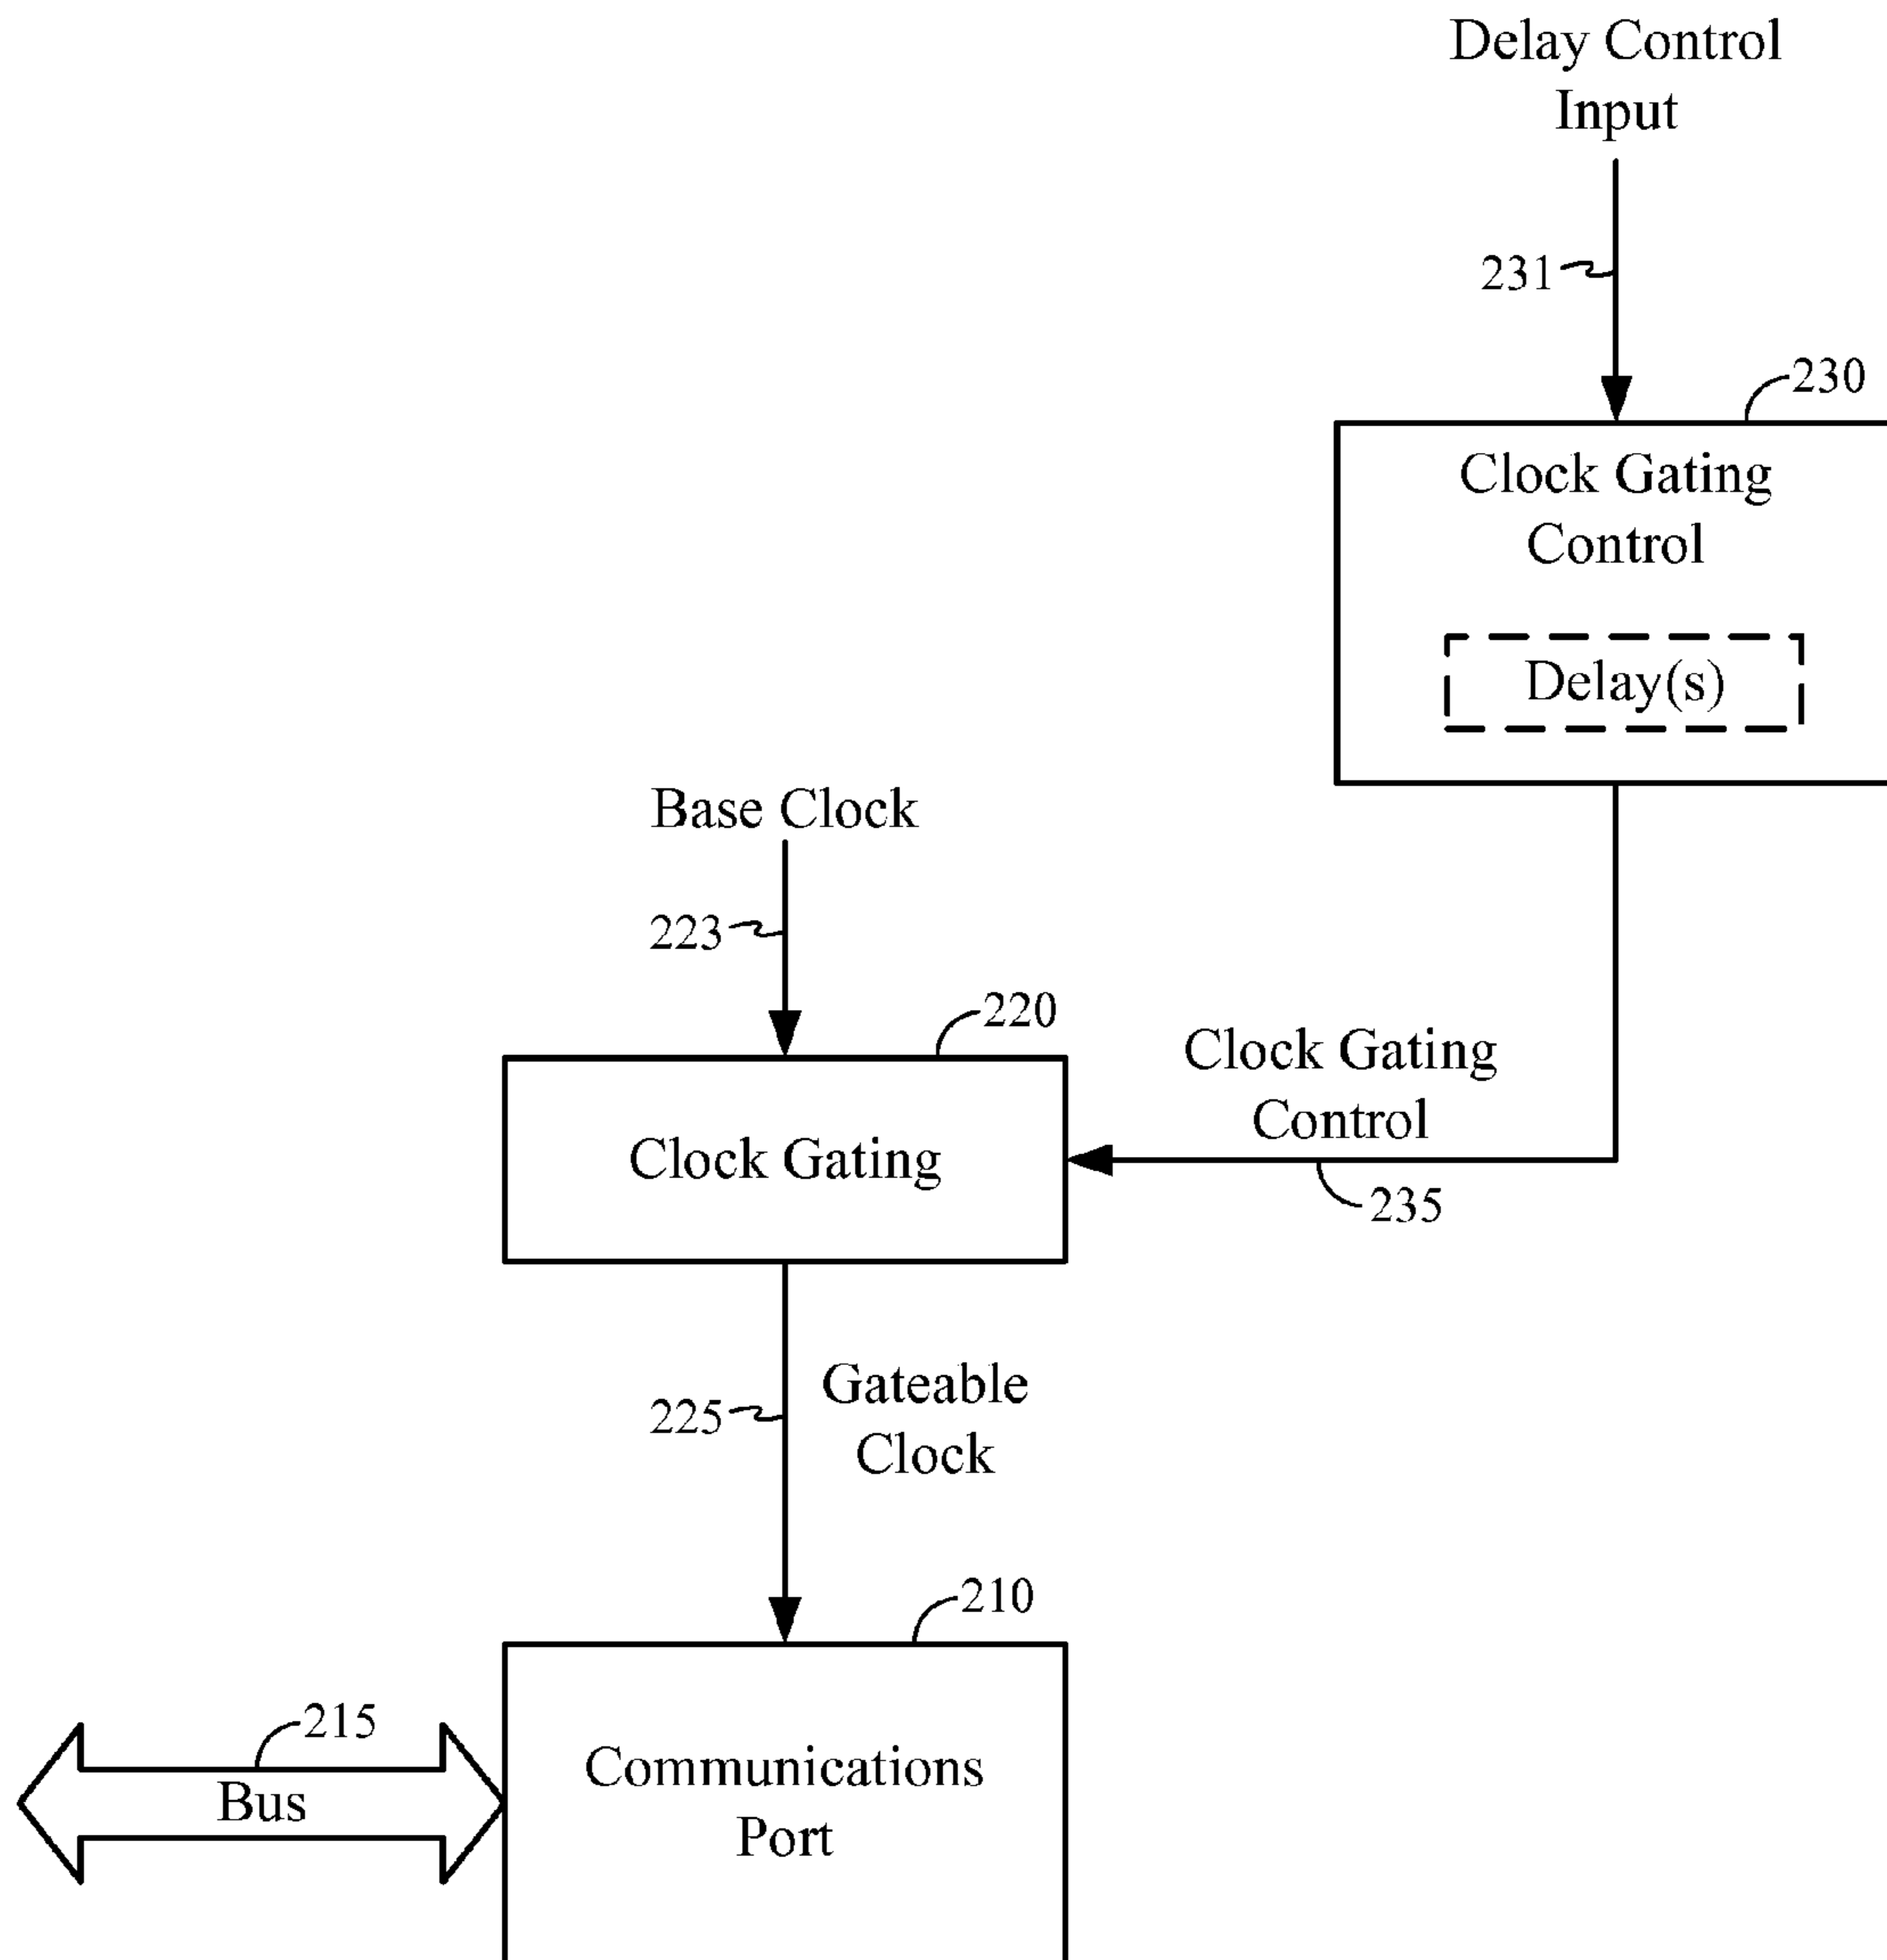 Delay Control
Input
231
230
Clock Gating
Control
Delay(s)
Base Clock
223
220
Clock Gating
Control
Clock Gating
235
Gateable
Clock
225
210
215
Bus
Communications
Port